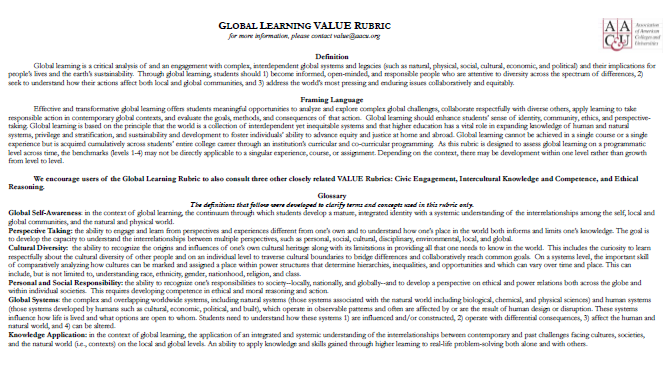 GLOBAL LEARNING VALUE RUBRIC
for more information, please contact value@aacu.org
Association
of American
Colleges and
Universities
Definition
Global learning is a critical analysis of and an engagement with complex, interdependent global systems and legacies (such as natural, physical, social, cultural, economic, and political) and their implications for
people's lives and the earth's sustainability. Through global learning, students should 1) become informed, open-minded, and responsible people who are attentive to diversity across the spectrum of differences, 2)
seek to understand how their actions affect both local and global communities, and 3) address the world's most pressing and enduring issues collaboratively and equitably.
Framing Language
Effective and transformative global learning offers students meaningful opportunities to analyze and explore complex global challenges, collaborate respectfully with diverse others, apply learning to take
responsible action in contemporary global contexts, and evaluate the goals, methods, and consequences of that action. Global learning should enhance students' sense of identity, community, ethics, and perspective-
taking. Global learning is based on the principle that the world is a collection of interdependent yet inequitable systems and that higher education has a vital role in expanding knowledge of human and natural
systems, privilege and stratification, and sustainability and development to foster individuals' ability to advance equity and justice at home and abroad. Global learning cannot be achieved in a single course or a single
experience but is acquired cumulatively across students' entire college career through an institution's curricular and co-curricular programming. As this rubric is designed to assess global learning on a programmatic
level across time, the benchmarks (levels 1-4) may not be directly applicable to a singular experience, course, or assignment. Depending on the context, there may be development within one level rather than growth
from level to level.
We encourage users of the Global Learning Rubric to also consult three other closely related VALUE Rubrics: Civic Engagement, Intercultural Knowledge and Competence, and Ethical
Reasoning.
Glossary
The definitions that follow were developed to clarify terms and concepts used in this rubric only.
Global Self-Awareness: in the context of global learning, the continuum through which students develop a mature, integrated identity with a systemic understanding of the interrelationships among the self, local and
global communities, and the natural and physical world.
Perspective Taking: the ability to engage and learn from perspectives and experiences different from one's own and to understand how one's place in the world both informs and limits one's knowledge. The goal is
to develop the capacity to understand the interrelationships between multiple perspectives, such as personal, social, cultural, disciplinary, environmental, local, and global.
Cultural Diversity: the ability to recognize the origins and influences of one's own cultural heritage along with its limitations in providing all that one needs to know in the world. This includes the curiosity to learn
respectfully about the cultural diversity of other people and on an individual level to traverse cultural boundaries to bridge differences and collaboratively reach common goals. On a systems level, the important skill
of comparatively analyzing how cultures can be marked and assigned a place within power structures that determine hierarchies, inequalities, and opportunities and which can vary over time and place. This can
include, but is not limited to, understanding race, ethnicity, gender, nationhood, religion, and class.
Personal and Social Responsibility: the ability to recognize one's responsibilities to society--locally, nationally, and globally--and to develop a perspective on ethical and power relations both across the globe and
within individual societies. This requires developing competence in ethical and moral reasoning and action.
Global Systems: the complex and overlapping worldwide systems, including natural systems (those systems associated with the natural world including biological, chemical, and physical sciences) and human systems
(those systems developed by humans such as cultural, economic, political, and built), which operate in observable patterns and often are affected by or are the result of human design or disruption. These systems
influence how life is lived and what options are open to whom. Students need to understand how these systems 1) are influenced and/or constructed, 2) operate with differential consequences, 3) affect the human and
natural world, and 4) can be altered.
Knowledge Application: in the context of global learning, the application of an integrated and systemic understanding of the interrelationships between contemporary and past challenges facing cultures, societies,
and the natural world (i.e., contexts) on the local and global levels. An ability to apply knowledge and skills gained through higher learning to real-life problem-solving both alone and with others.